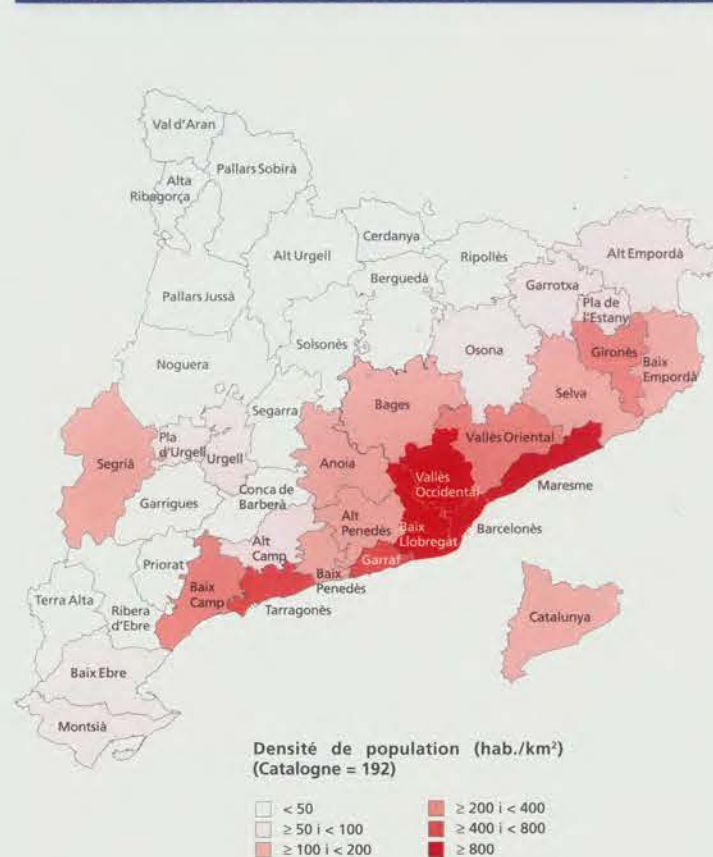 Val d'Aran
Pallars Sobirà
Alta
Ribagorça
Alt Urgell
Cerdanya
Ripollès
Alt Empordà
Berguedà
Garrotxa
Pla de
l'Estany
Pallars Jussà
Solsonès
Osona
Gironès
Baix
Empordà
Noguera
Bages
Selva
Segarra
Vallès Oriental
Segrià
Pla
d'Urgell
Urgell
Anoia
Vallès
Occidental
Maresme
Garrigues
Conca de
Barberà
Alt
Penedès
Baix
Llobregat
Barcelonès
Alt
Camp
Garraf
Priorat
Baix
Penedès
Terra Alta
Ribera
d'Ebre
Baix
Camp
Tarragonès
Catalunya
Baix Ebre
Montsià
Densité de population (hab./km²)
(Catalogne = 192)
< 50
≥ 50 i < 100
≥ 100 i < 200
≥ 200 i < 400
≥ 400 i < 800
≥ 800